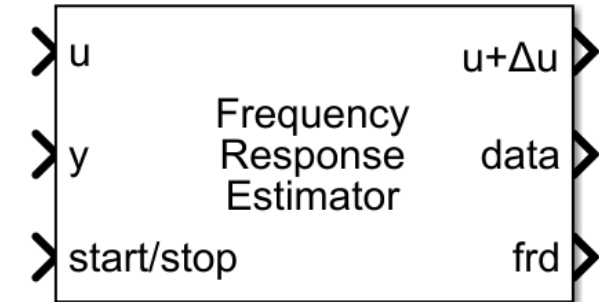 u
u+Δu
Frequency
y
Response
data
Estimator
start/stop
frd